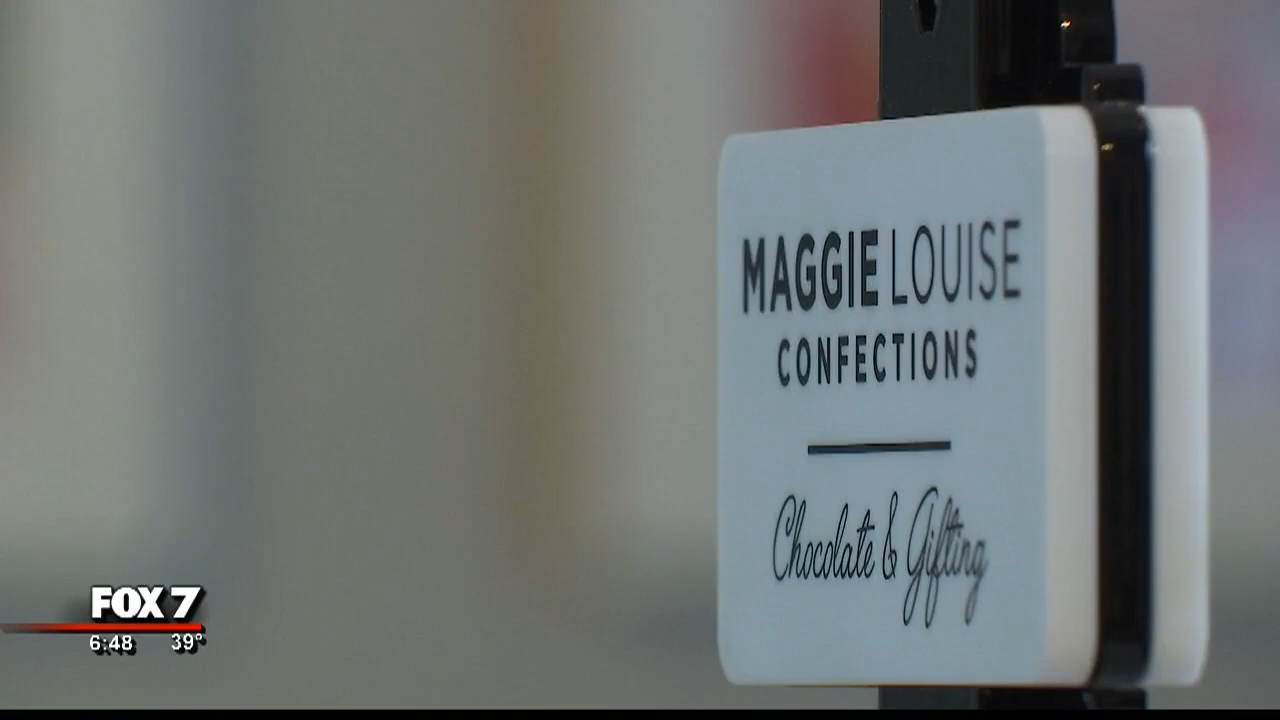 MAGGIE LOUISE
CONFECTIONS
Chocolate & Gifting
FOX 7
6:48 39°